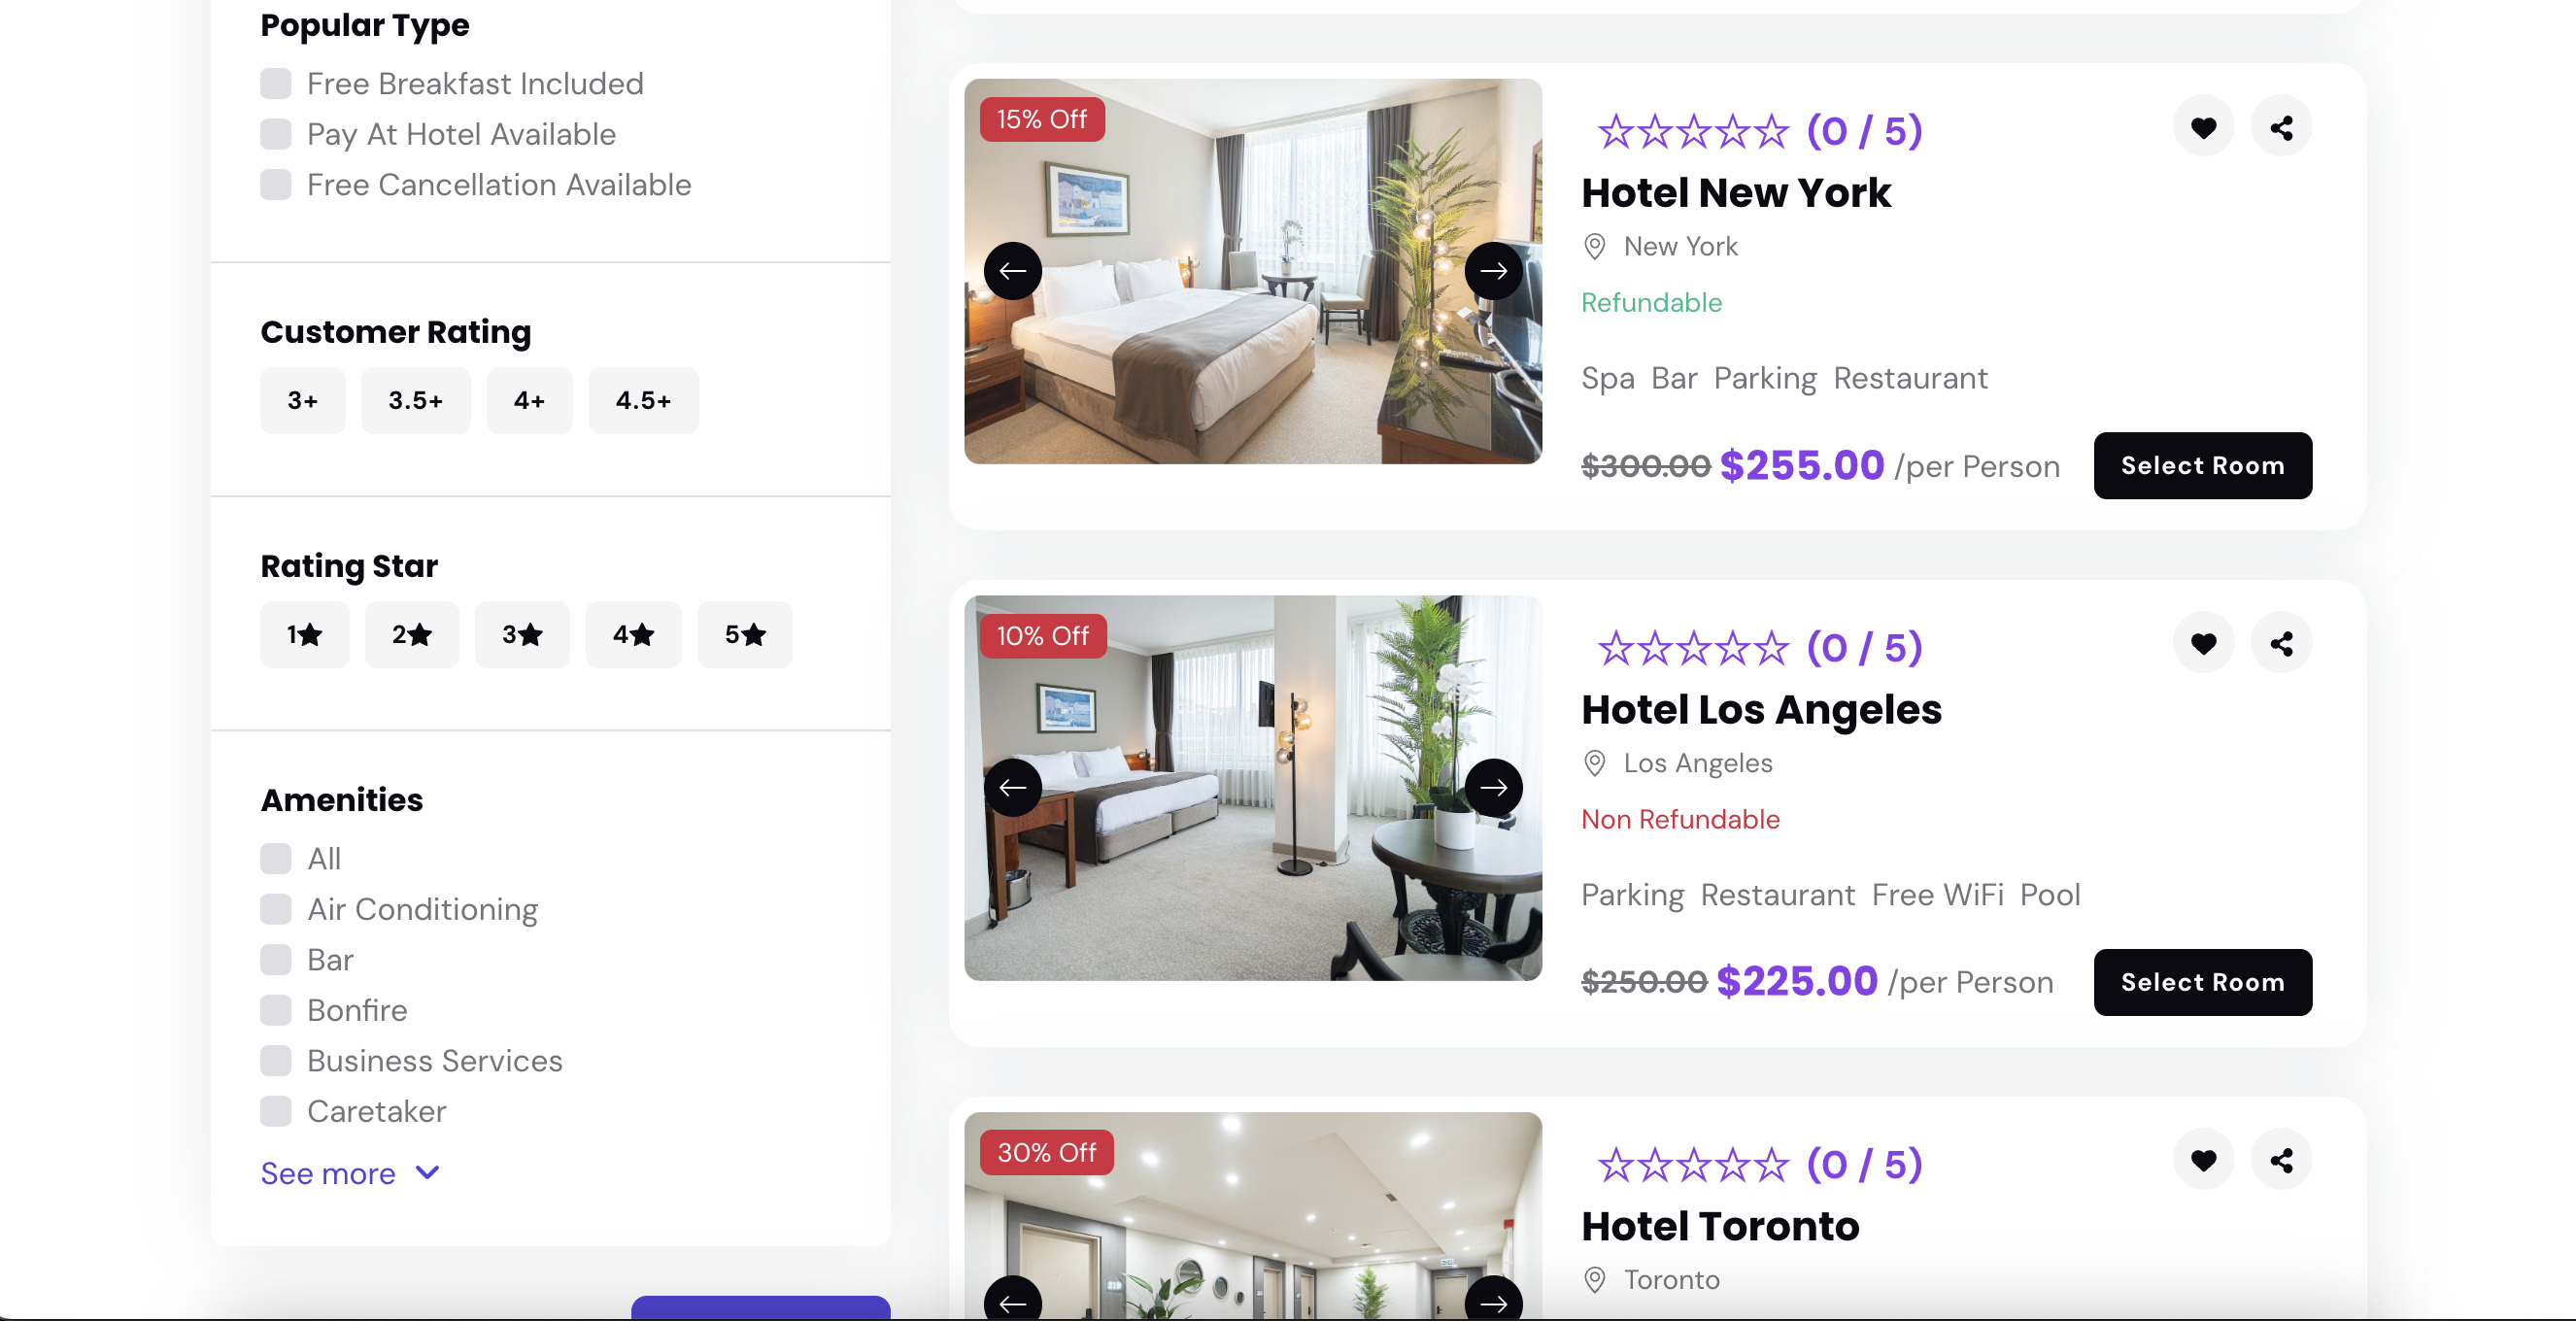 Popular Type
Free Breakfast Included
Pay At Hotel Available
Free Cancellation Available
Customer Rating
3+ 3.5+ 4+ 4.5+
Rating Star
1★ 2★ 3★ 4★ 5★
Amenities
All
Air Conditioning
Bar
Bonfire
Business Services
Caretaker
See more
15% Off
(0 / 5)
Hotel New York
New York
Refundable
Spa Bar Parking Restaurant
$300.00 $255.00 /per Person Select Room
10% Off
(0 / 5)
Hotel Los Angeles
Los Angeles
Non Refundable
Parking Restaurant Free WiFi Pool
$250.00 $225.00 /per Person Select Room
30% Off
(0 / 5)
Hotel Toronto
Toronto